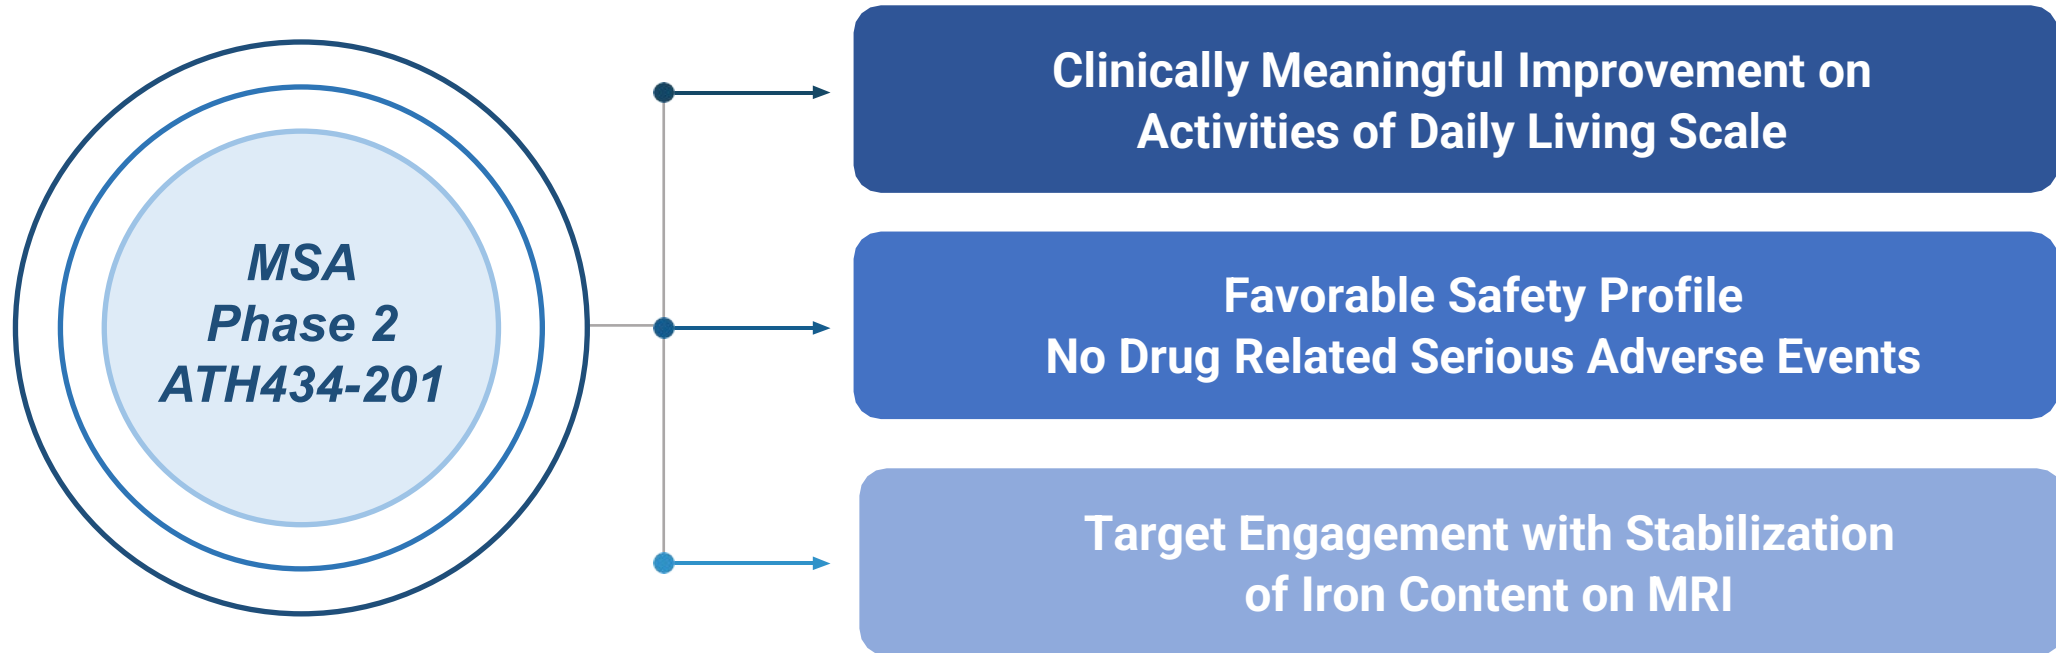 MSA
Phase 2
ATH434-201
Clinically Meaningful Improvement on
Activities of Daily Living Scale
Favorable Safety Profile
No Drug Related Serious Adverse Events
Target Engagement with Stabilization
of Iron Content on MRI